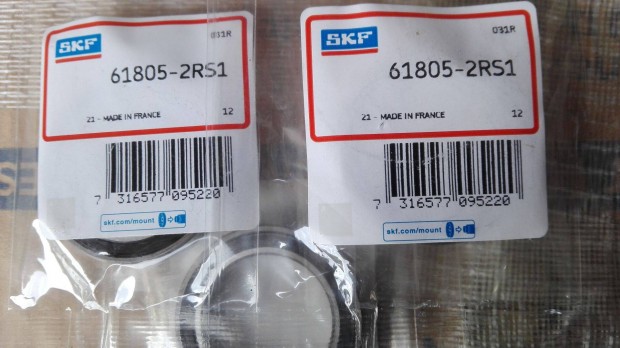 SKF
031R
61805-2RS1
21 - MADE IN FRANCE
12
7 316577 095220
skf.com/mount
SKF
031R
61805-2RS1
21 - MADE IN FRANCE
12
7 316577 095220
skf.com/mount
ES